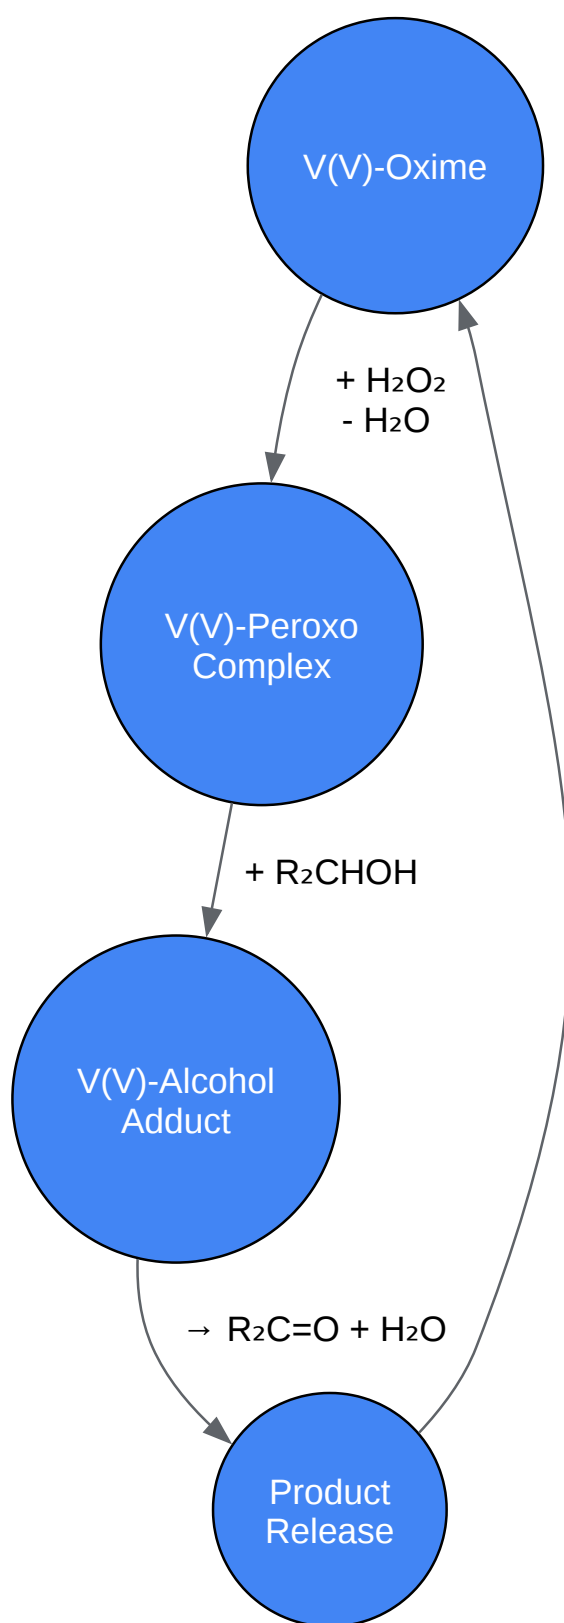 V(V)-Oxime
+ H₂O₂
- H₂O
V(V)-Peroxo
Complex
+ R₂CHOH
V(V)-Alcohol
Adduct
→ R₂C=O + H₂O
Product
Release